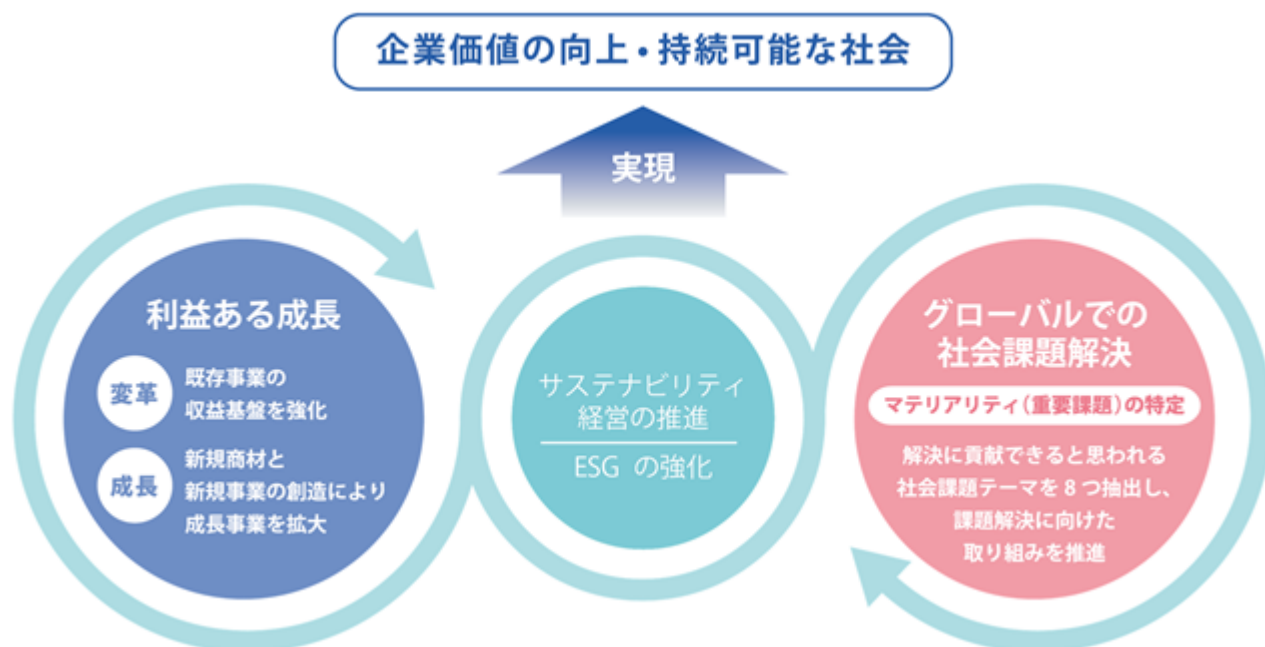 企業価値の向上・持続可能な社会
実現
利益ある成長
変革
既存事業の
収益基盤を強化
成長
新規商材と
新規事業の創造により
成長事業を拡大
サステナビリティ
経営の推進
ESG の強化
グローバルでの
社会課題解決
マテリアリティ(重要課題)の特定
解決に貢献できると思われる
社会課題テーマを 8 つ抽出し、
課題解決に向けた
取り組みを推進